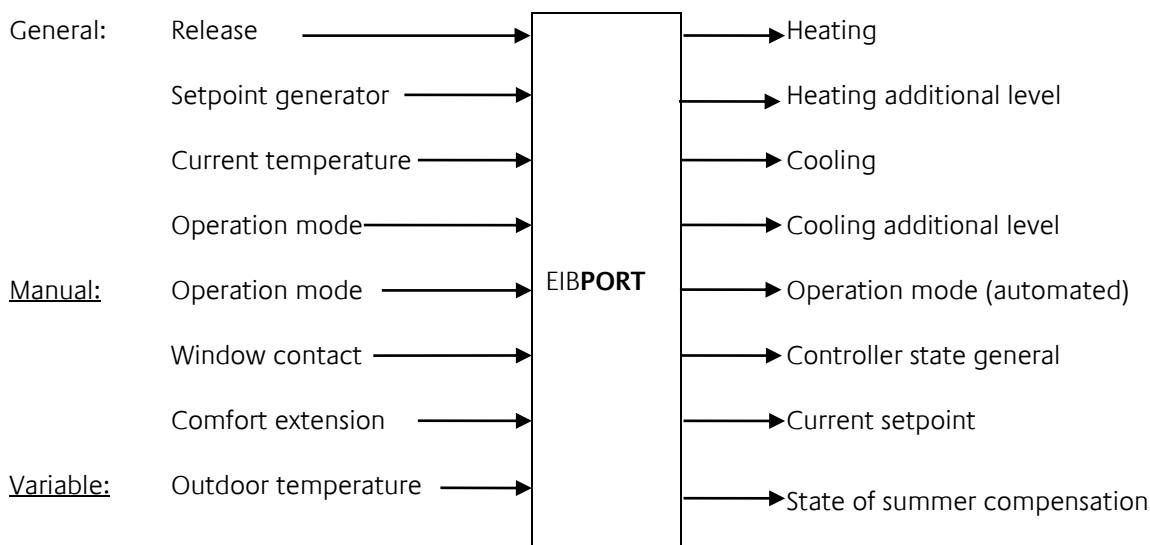 General: Release Heating
Setpoint generator Heating additional level
Current temperature Cooling
Operation mode Cooling additional level
Manual: Operation mode EIBPORT Operation mode (automated)
Window contact Controller state general
Comfort extension Current setpoint
Variable: Outdoor temperature State of summer compensation